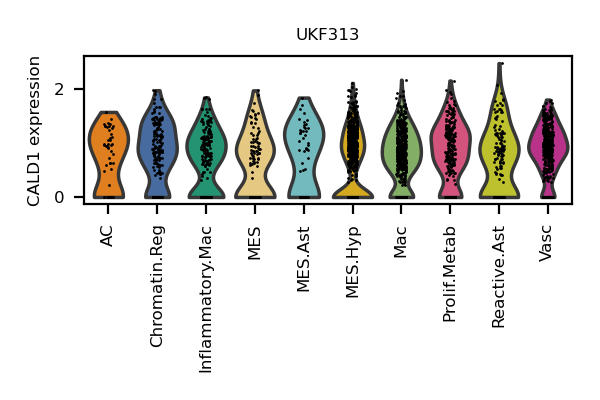 UKF313
CALD1 expression
2
0
AC
Chromatin.Reg
Inflammatory.Mac
MES
MES.Ast
MES.Hyp
Mac
Prolif.Metab
Reactive.Ast
Vasc